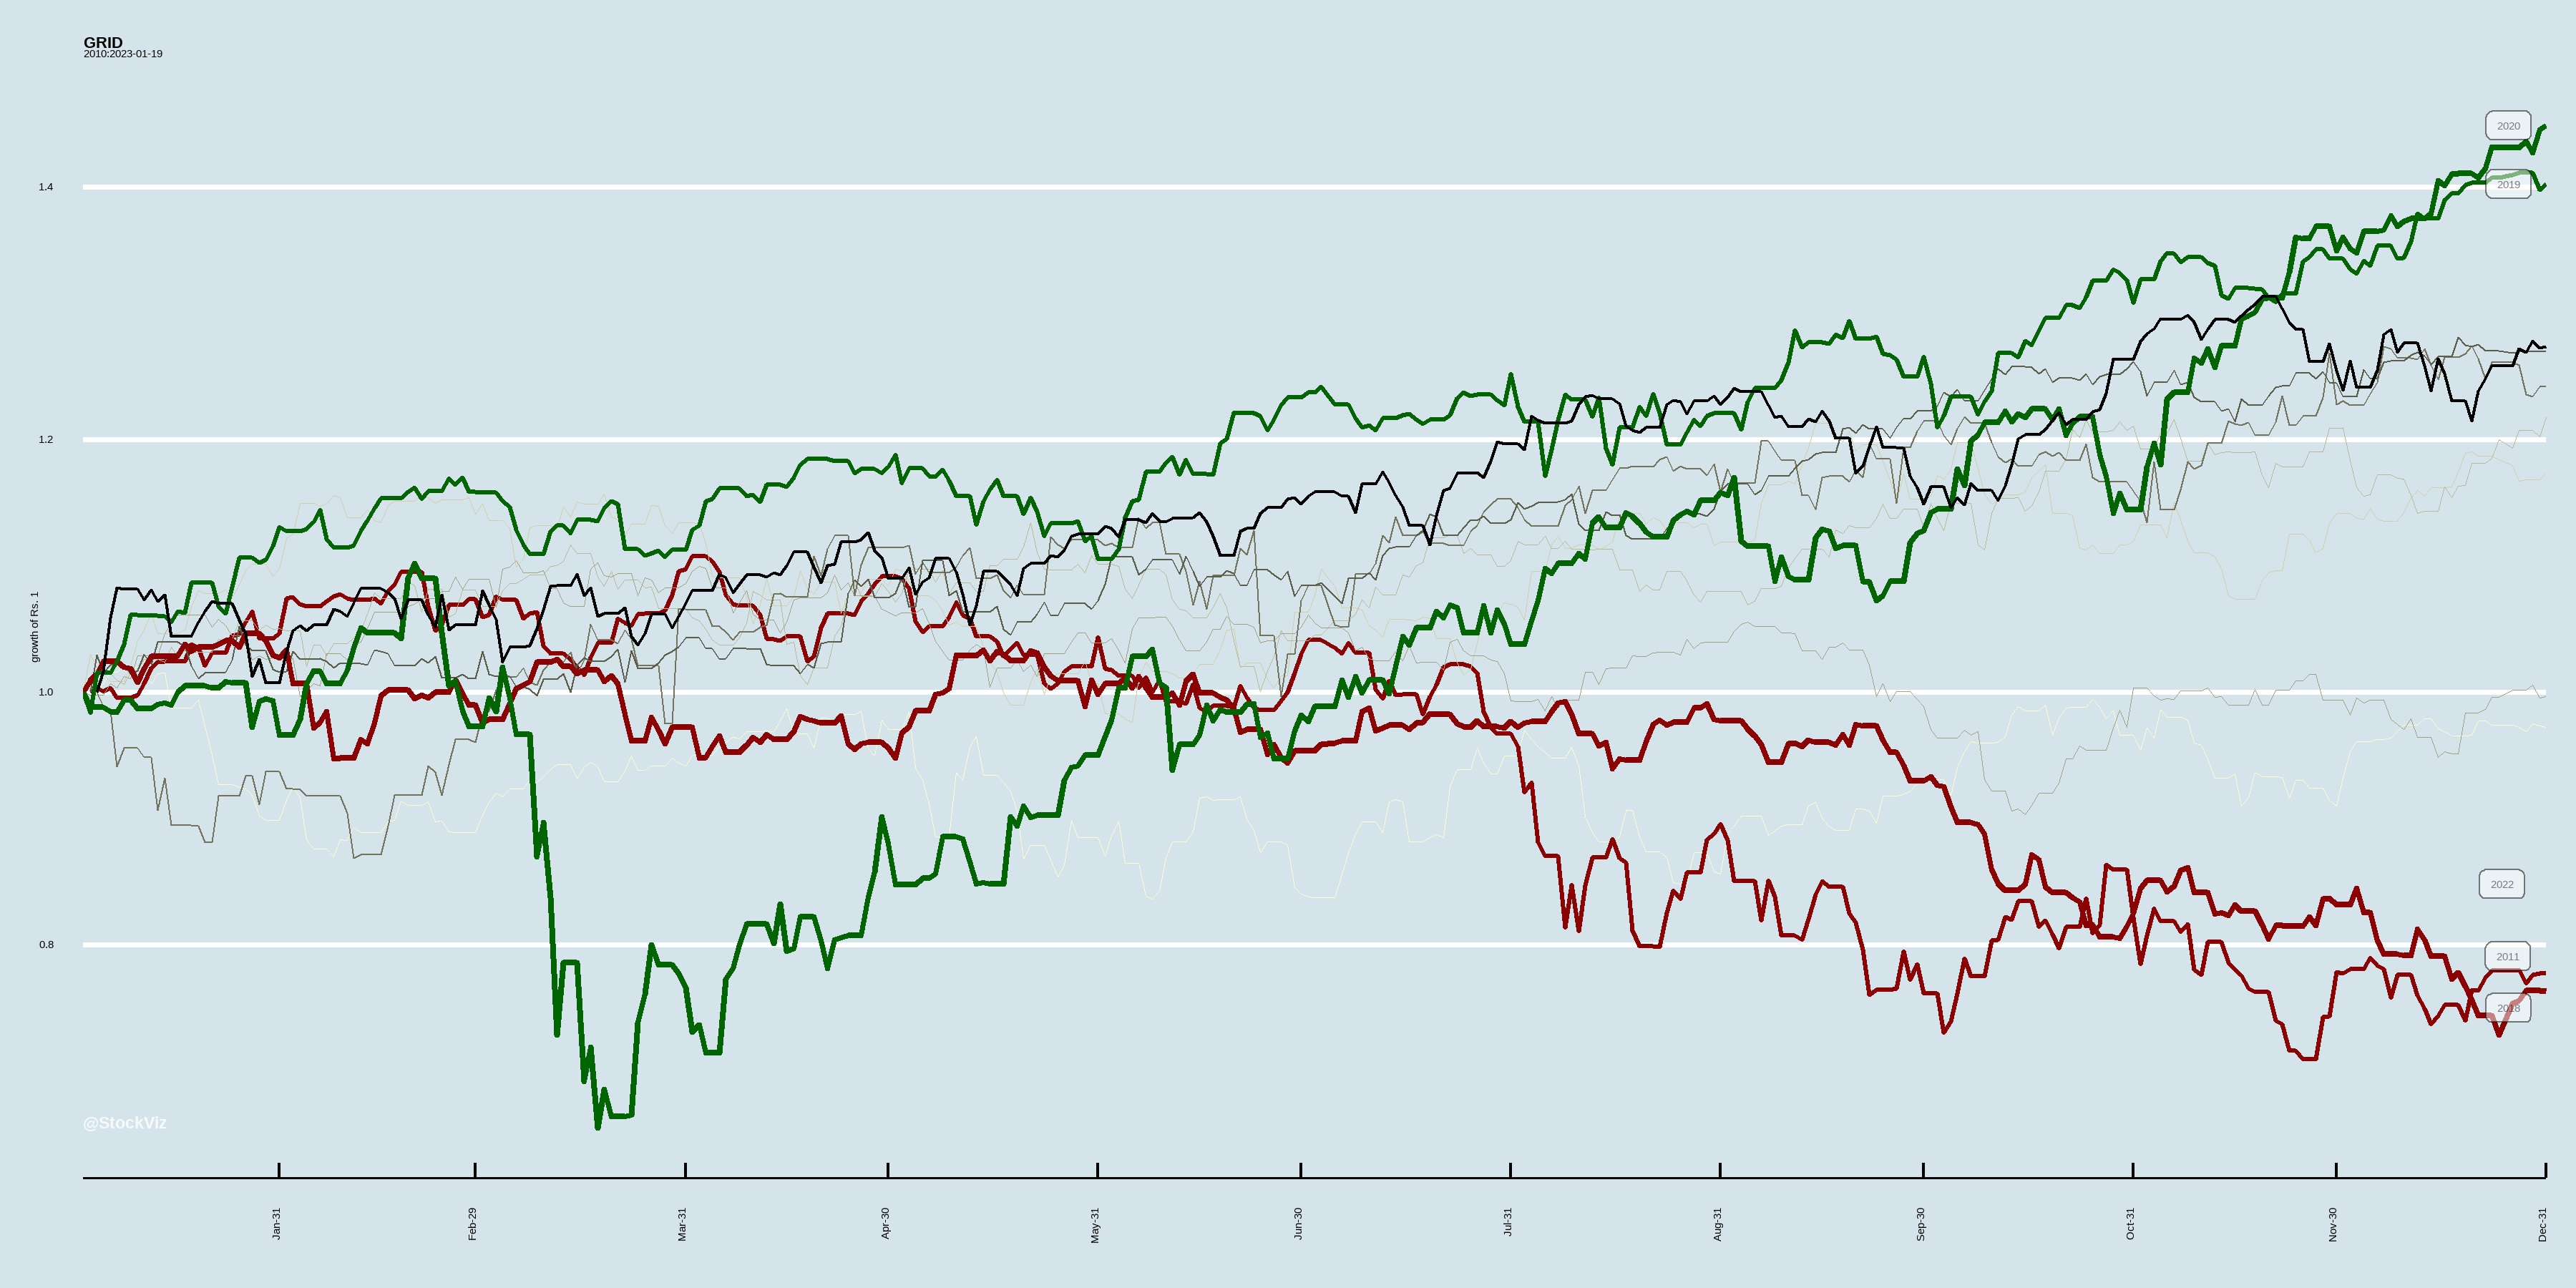 GRID
2010:2023-01-19
2020
1.4
2019
1.2
growth of Rs. 1
1.0
2022
0.8
2011
2018
@StockViz
Jan-31
Feb-29
Mar-31
Apr-30
May-31
Jun-30
Jul-31
Aug-31
Sep-30
Oct-31
Nov-30
Dec-31